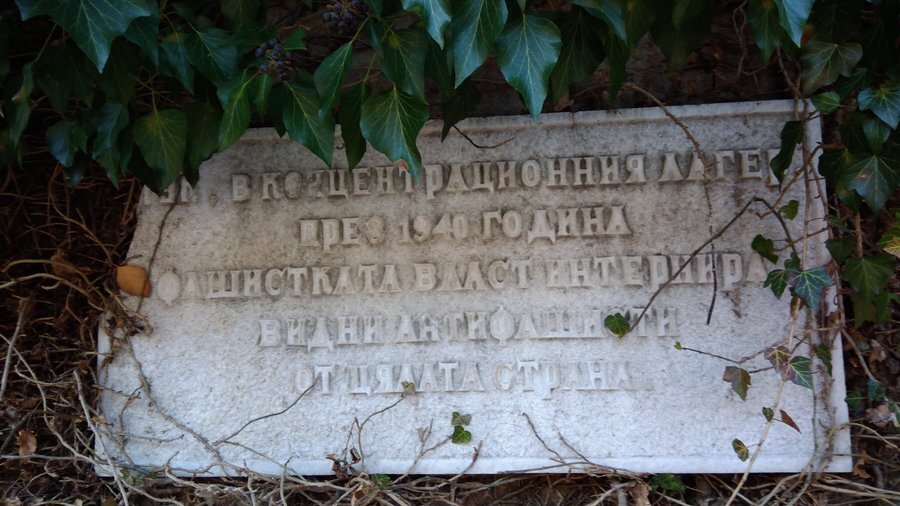 В КОНЦЕНТРАЦИОННИЯ ЛАГЕР
ПРЕЗ 1940 ГОДИНА
ФАШИСТКАТА ВЛАСТ ИНТЕРНИРА
ВИДНИ АНТИФАШИСТИ
ОТ ЦЯЛАТА СТРАНА.